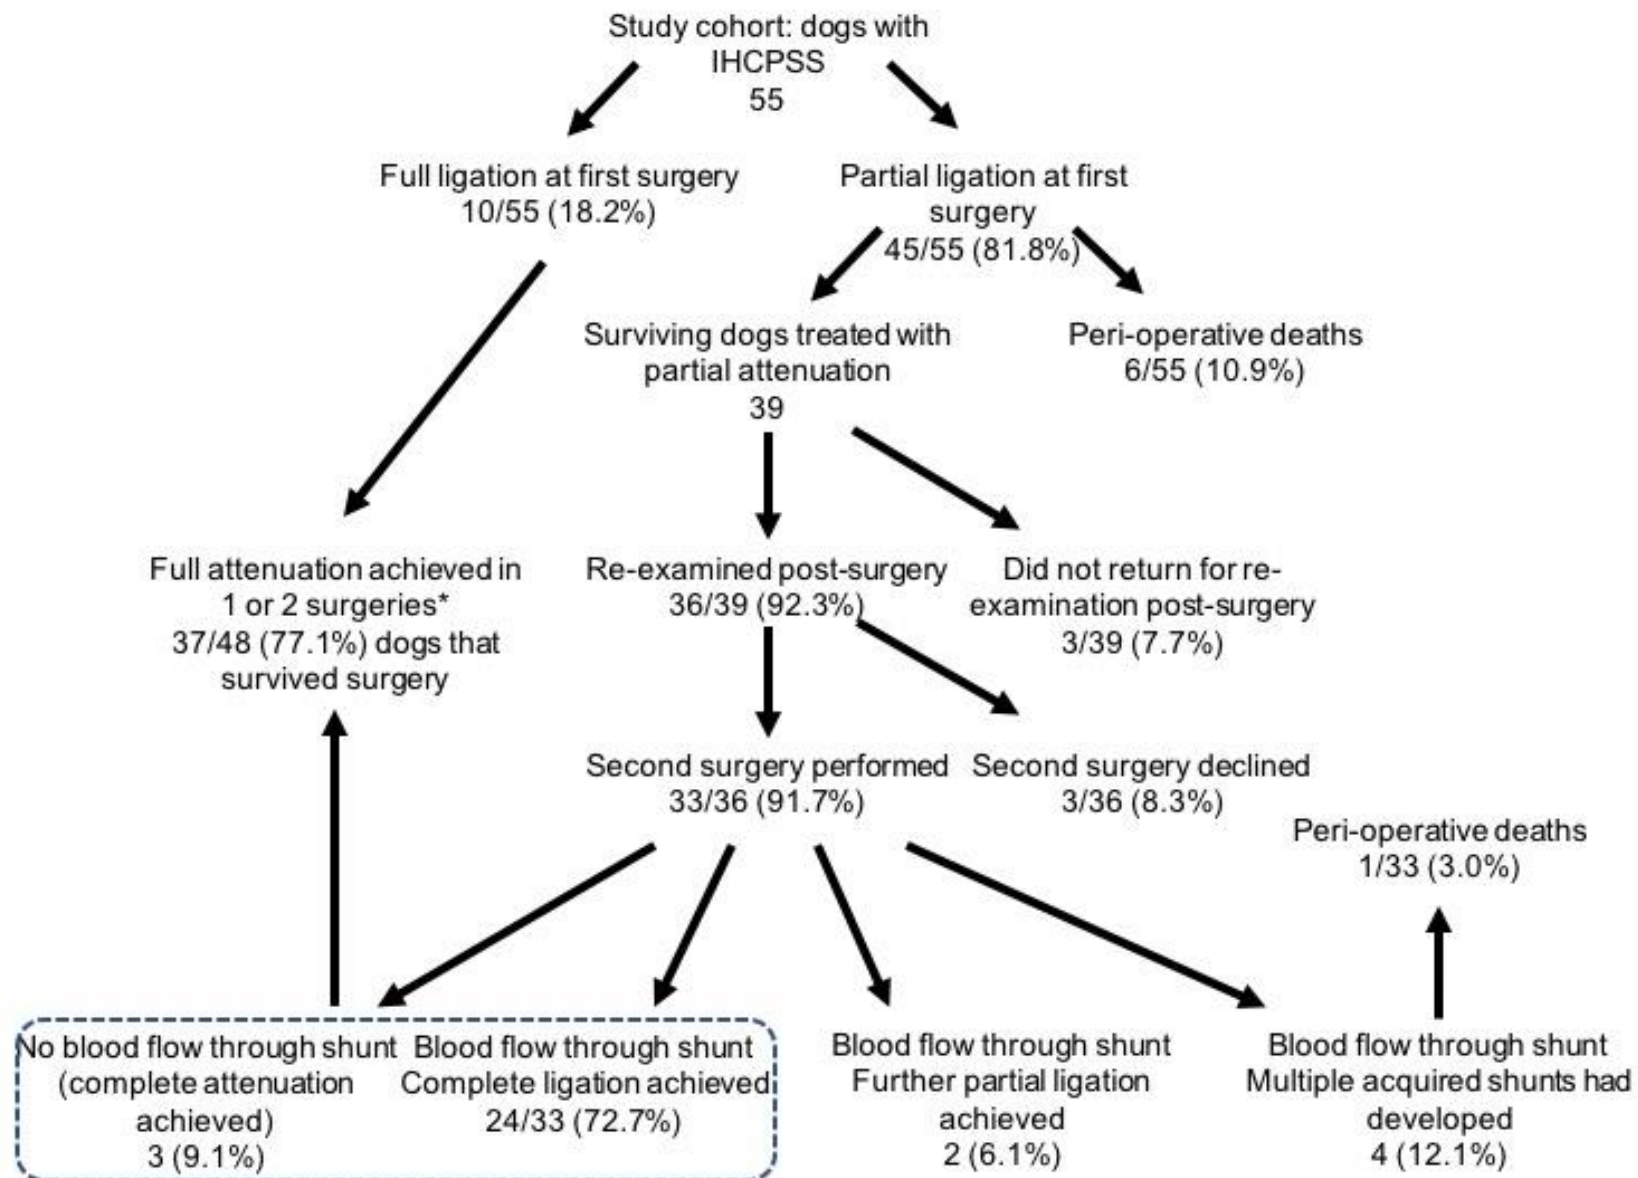 Study cohort: dogs with
IHCPSS
55
Full ligation at first surgery
10/55 (18.2%)
Partial ligation at first
surgery
45/55 (81.8%)
Surviving dogs treated with
partial attenuation
39
Peri-operative deaths
6/55 (10.9%)
Full attenuation achieved in
1 or 2 surgeries*
37/48 (77.1%) dogs that
survived surgery
Re-examined post-surgery
36/39 (92.3%)
Did not return for re-
examination post-surgery
3/39 (7.7%)
Second surgery performed
33/36 (91.7%)
Second surgery declined
3/36 (8.3%)
Peri-operative deaths
1/33 (3.0%)
No blood flow through shunt
(complete attenuation
achieved)
3 (9.1%)
Blood flow through shunt
Complete ligation achieved
24/33 (72.7%)
Blood flow through shunt
Further partial ligation
achieved
2 (6.1%)
Blood flow through shunt
Multiple acquired shunts had
developed
4 (12.1%)